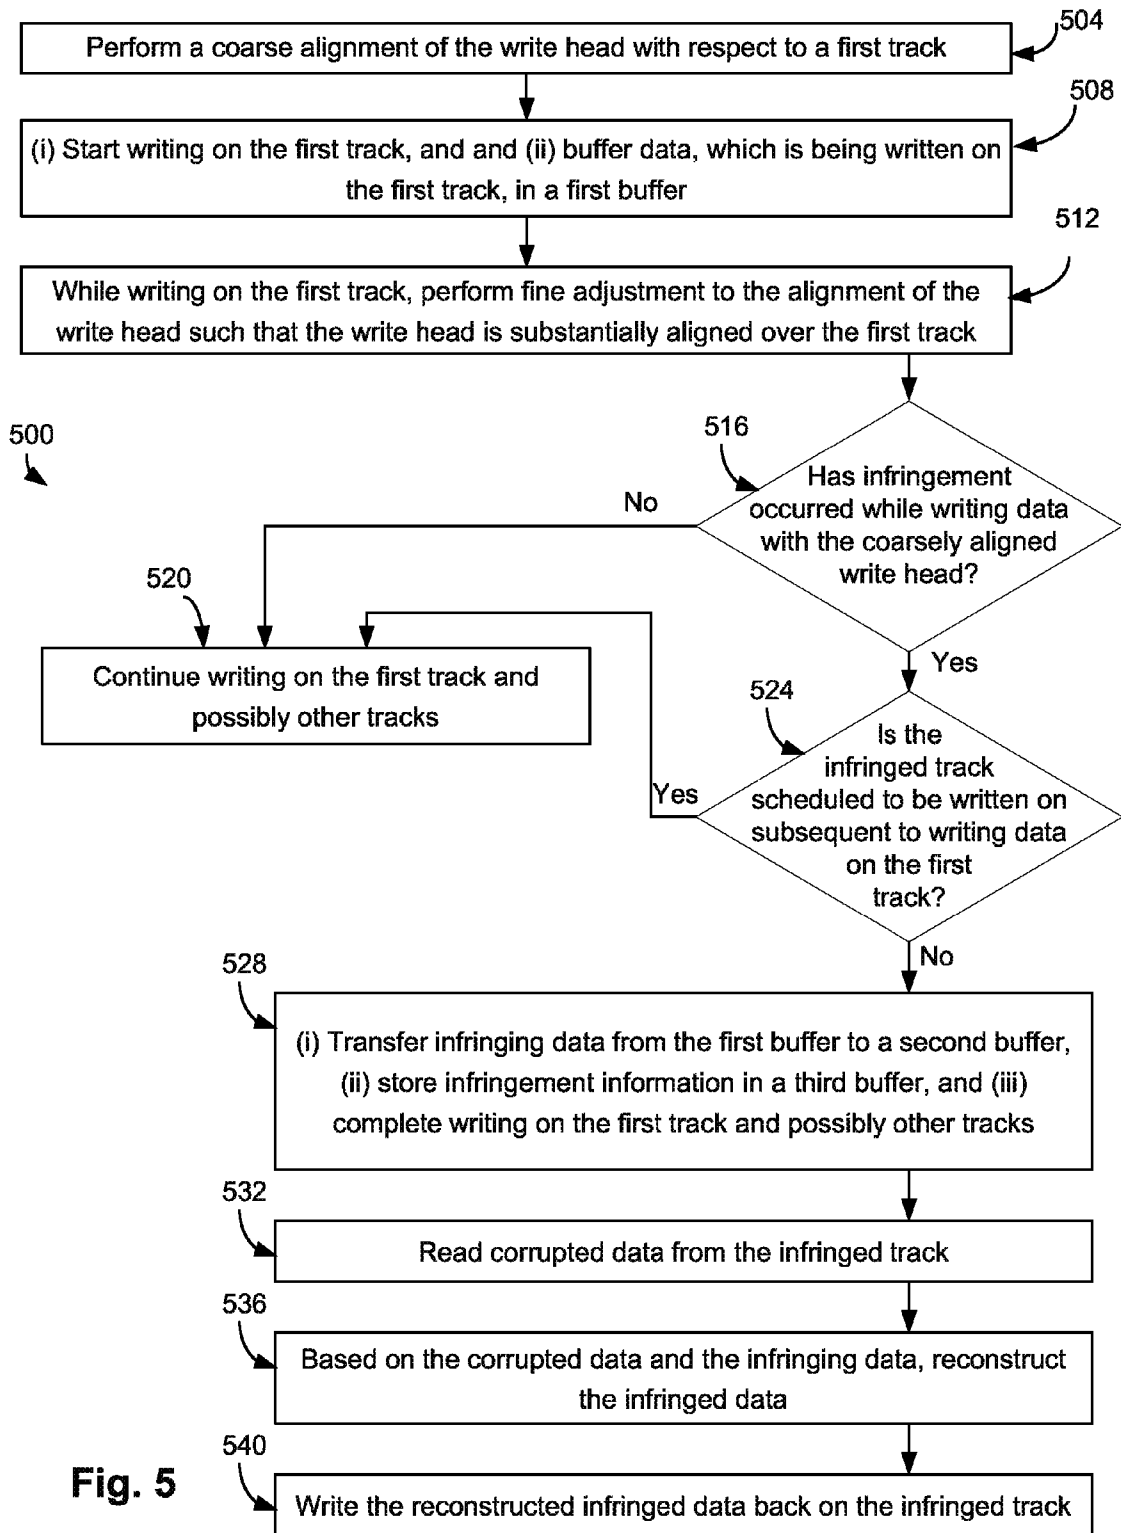 Perform a coarse alignment of the write head with respect to a first track
504
508
(i) Start writing on the first track, and and (ii) buffer data, which is being written on
the first track, in a first buffer
512
While writing on the first track, perform fine adjustment to the alignment of the
write head such that the write head is substantially aligned over the first track
500
516
Has infringement
occurred while writing data
with the coarsely aligned
write head?
No
Yes
520
Continue writing on the first track and
possibly other tracks
524
Is the
infringed track
scheduled to be written on
subsequent to writing data
on the first
track?
Yes
No
528
(i) Transfer infringing data from the first buffer to a second buffer,
(ii) store infringement information in a third buffer, and (iii)
complete writing on the first track and possibly other tracks
532
Read corrupted data from the infringed track
536
Based on the corrupted data and the infringing data, reconstruct
the infringed data
540
Write the reconstructed infringed data back on the infringed track
Fig. 5